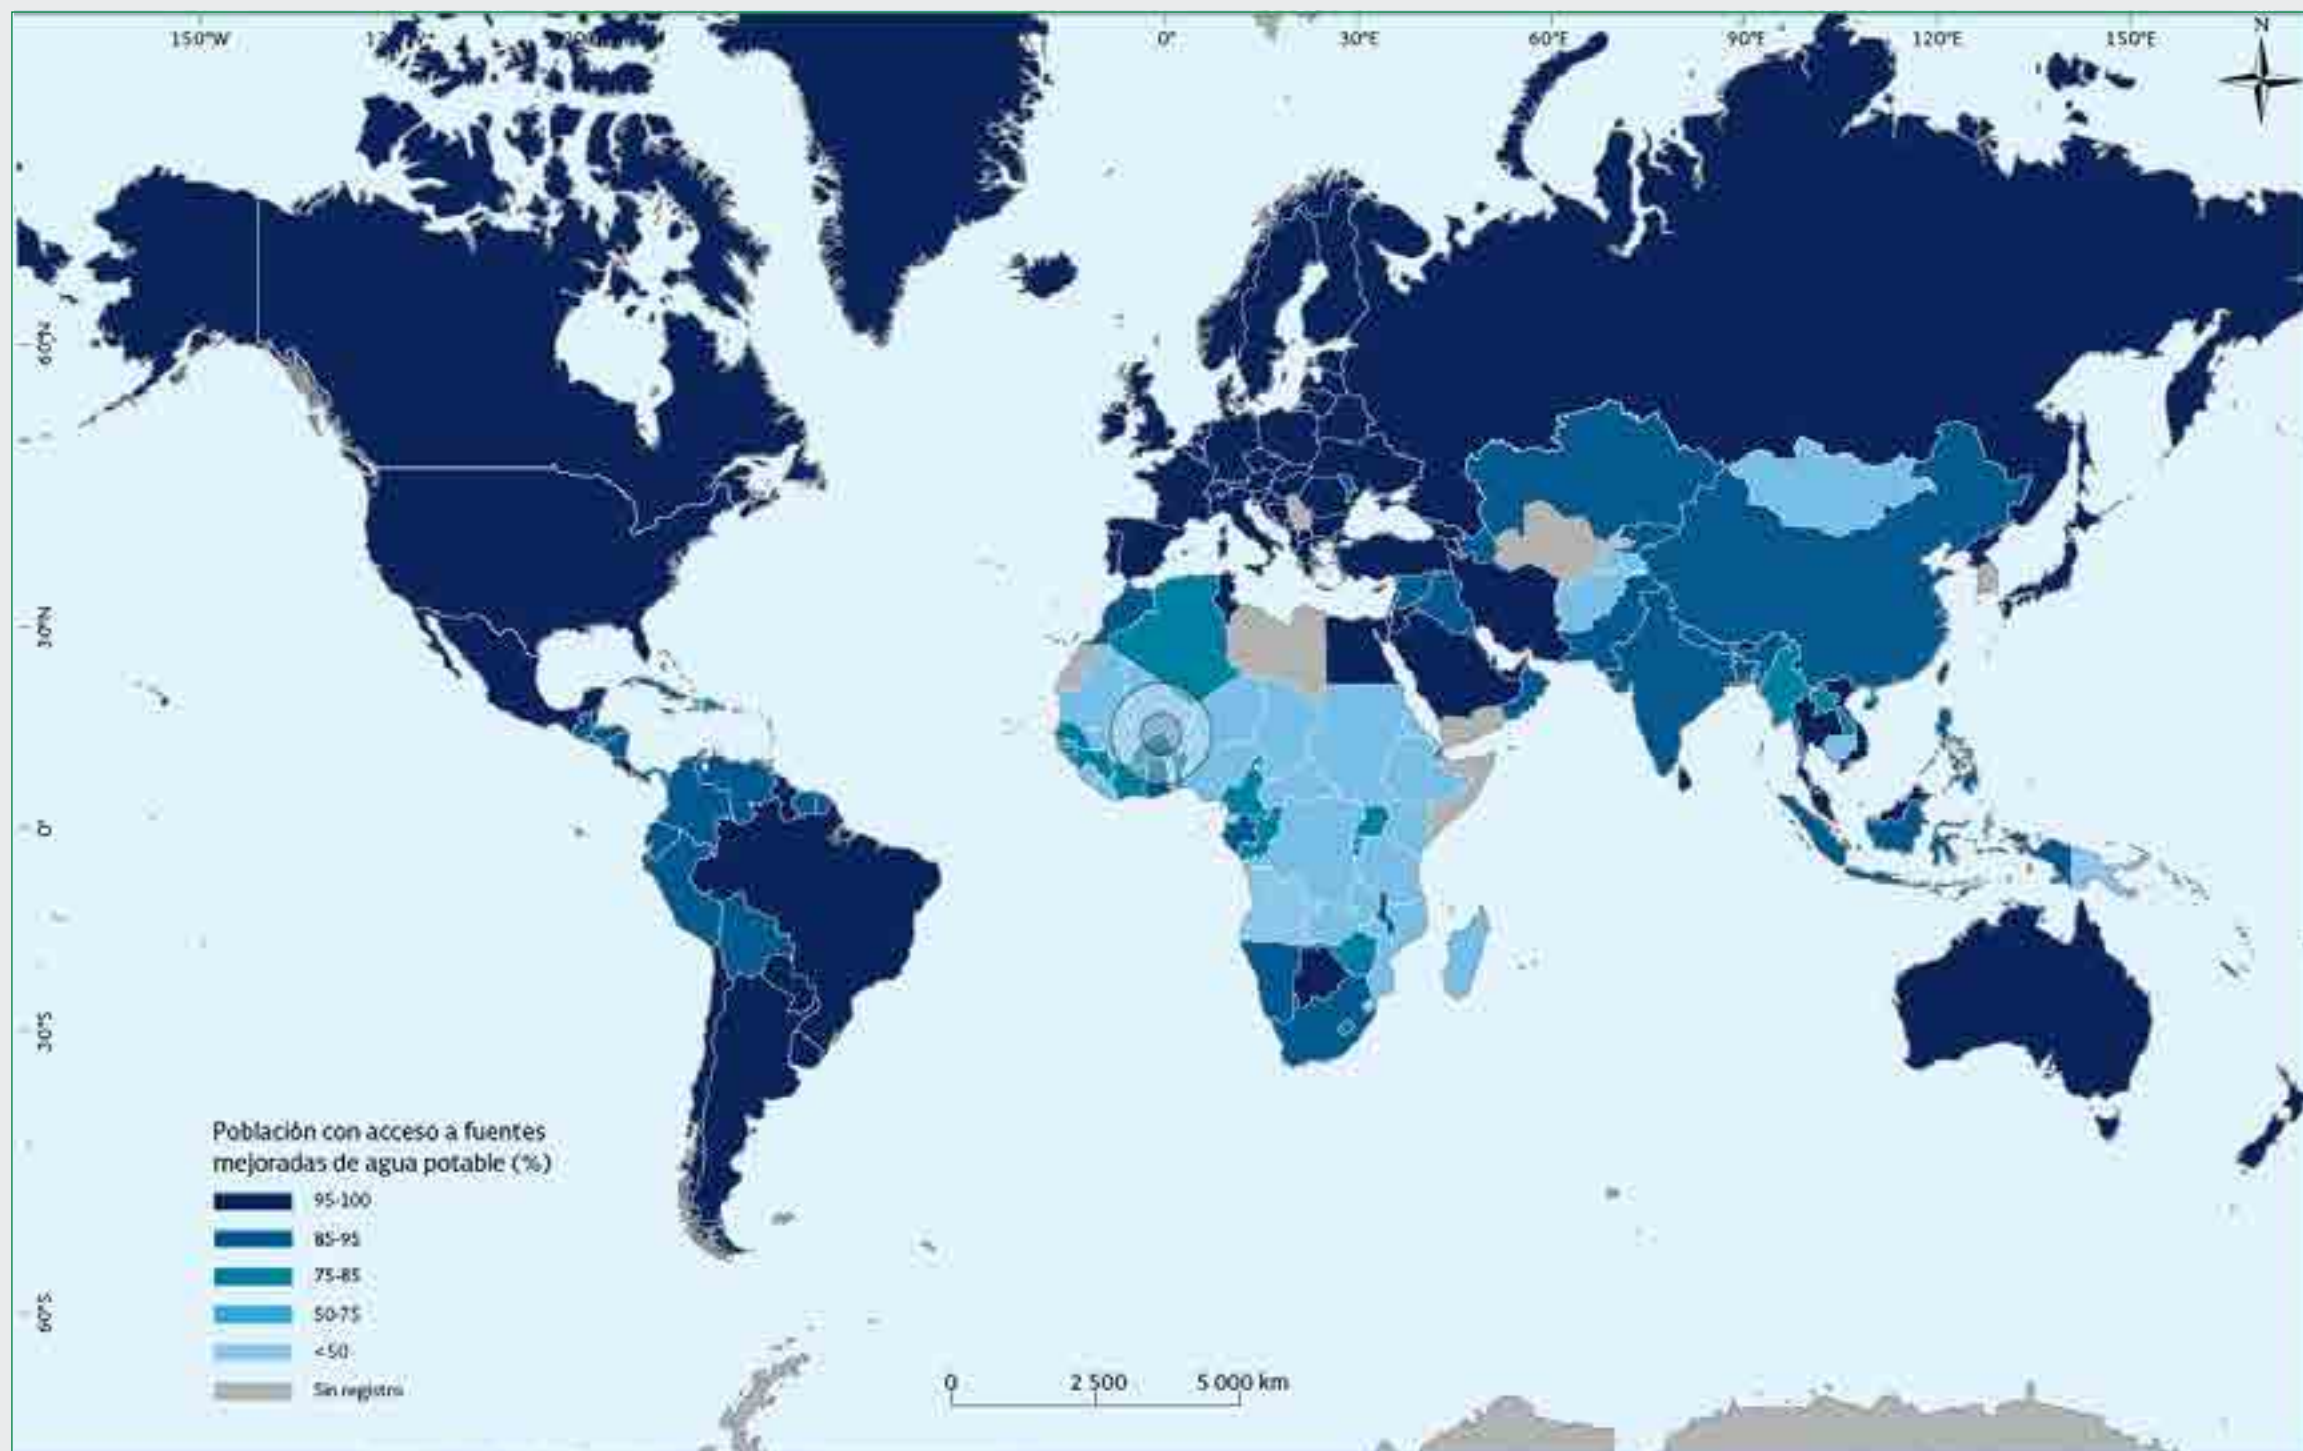 150°W
0°
30°E
60°E
90°E
120°E
150°E
N
60°N
30°N
0°
30°S
60°S
Población con acceso a fuentes
mejoradas de agua potable (%)
95-100
85-95
75-85
50-75
<50
Sin registro
0 2 500 5 000 km